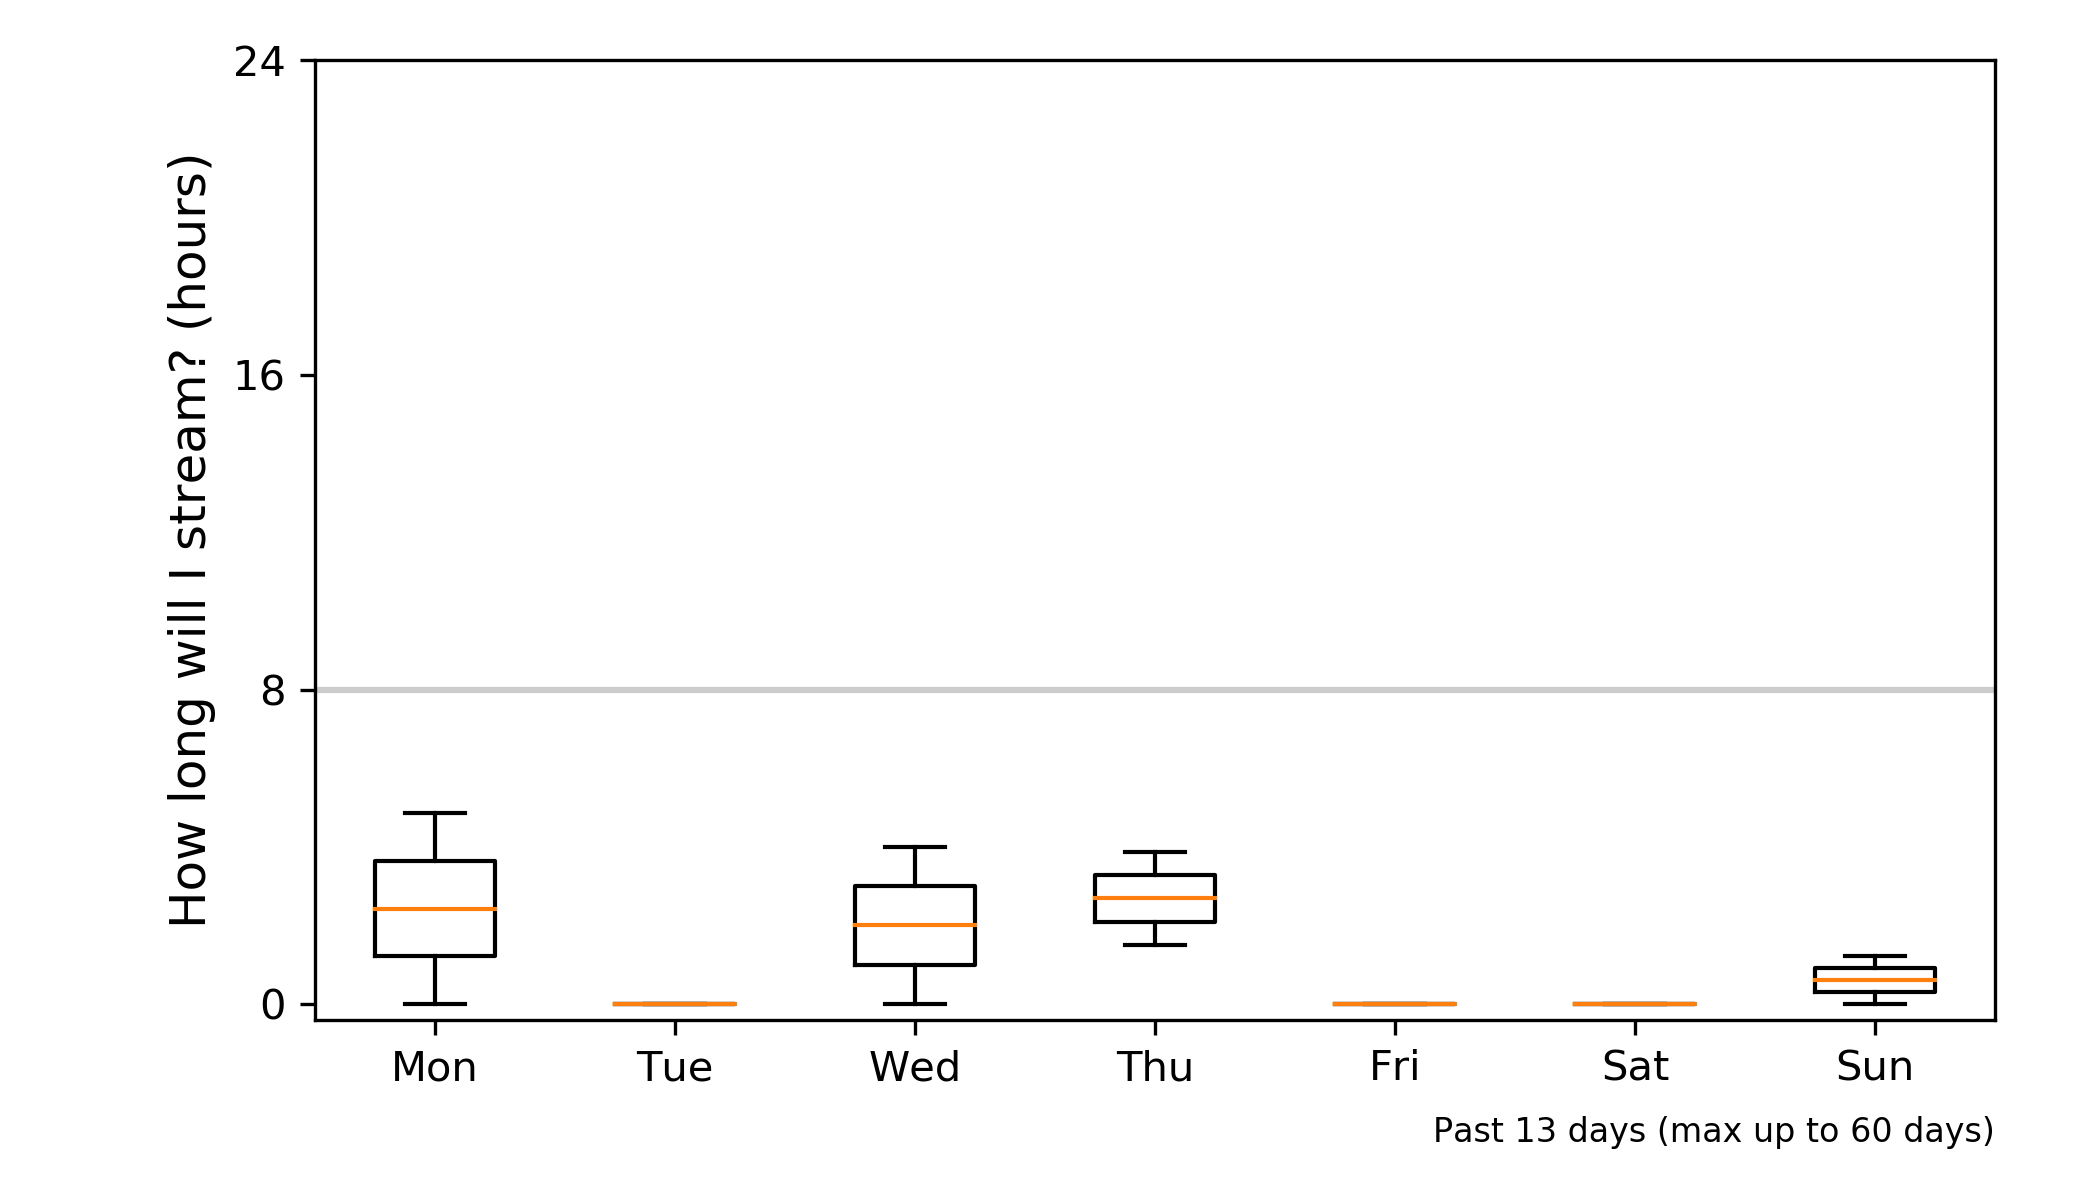 How long will I stream? (hours)
24
16
8
0
Mon Tue Wed Thu Fri Sat Sun
Past 13 days (max up to 60 days)